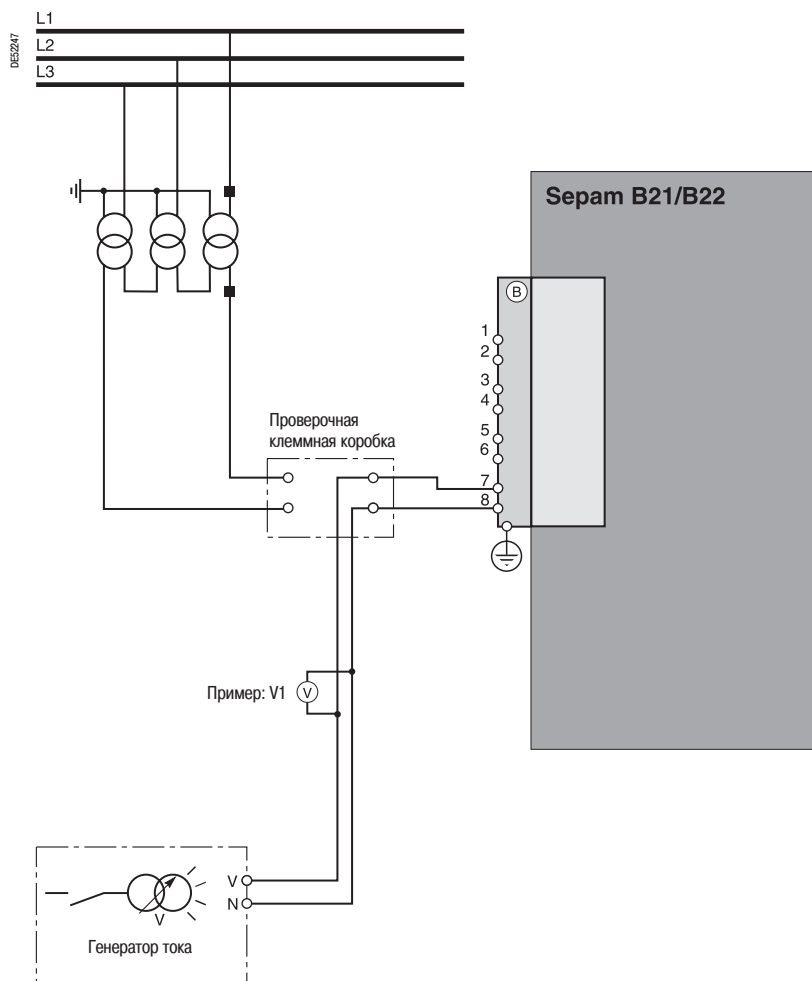 DE52247
L1
L2
L3
Sepam B21/B22
B
1
2
3
4
5
6
7
8
Проверочная
клеммная коробка
Пример: V1
V
V
N
V
Генератор тока